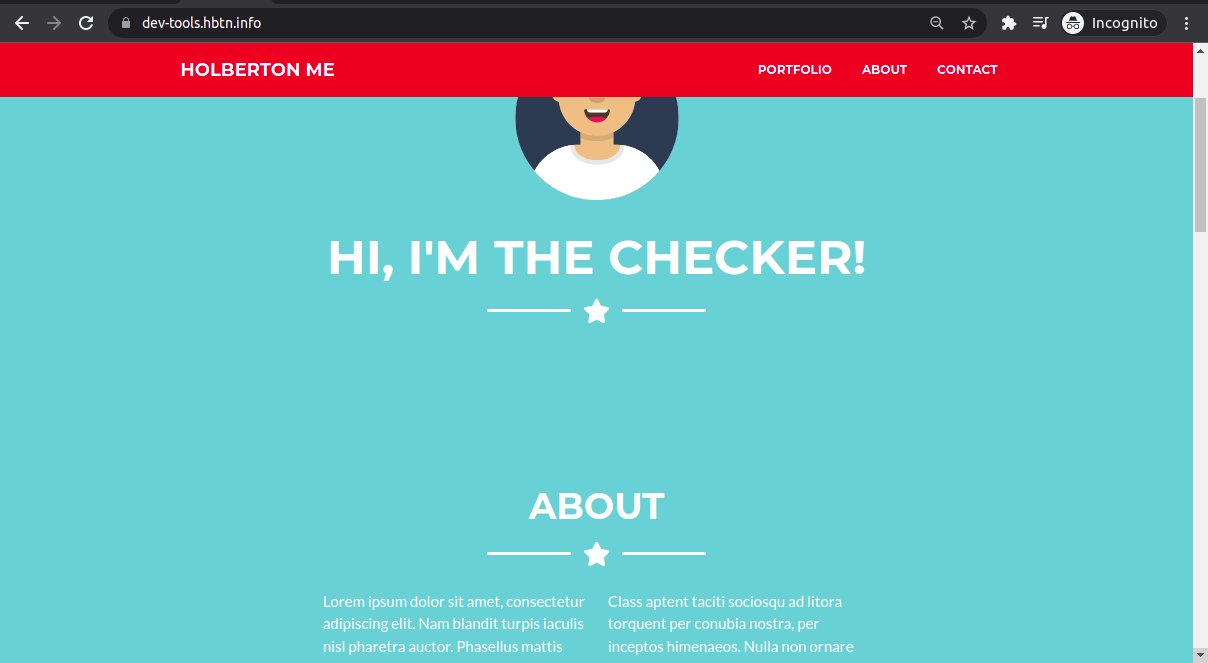 dev-tools.hbtn.info
Incognito
HOLBERTON ME
PORTFOLIO ABOUT CONTACT
HI, I'M THE CHECKER!
ABOUT
Lorem ipsum dolor sit amet, consectetur
adipiscing elit. Nam blandit turpis iaculis
nisl pharetra auctor. Phasellus mattis
Class aptent taciti sociosqu ad litora
torquent per conubia nostra, per
inceptos himenaeos. Nulla non ornare